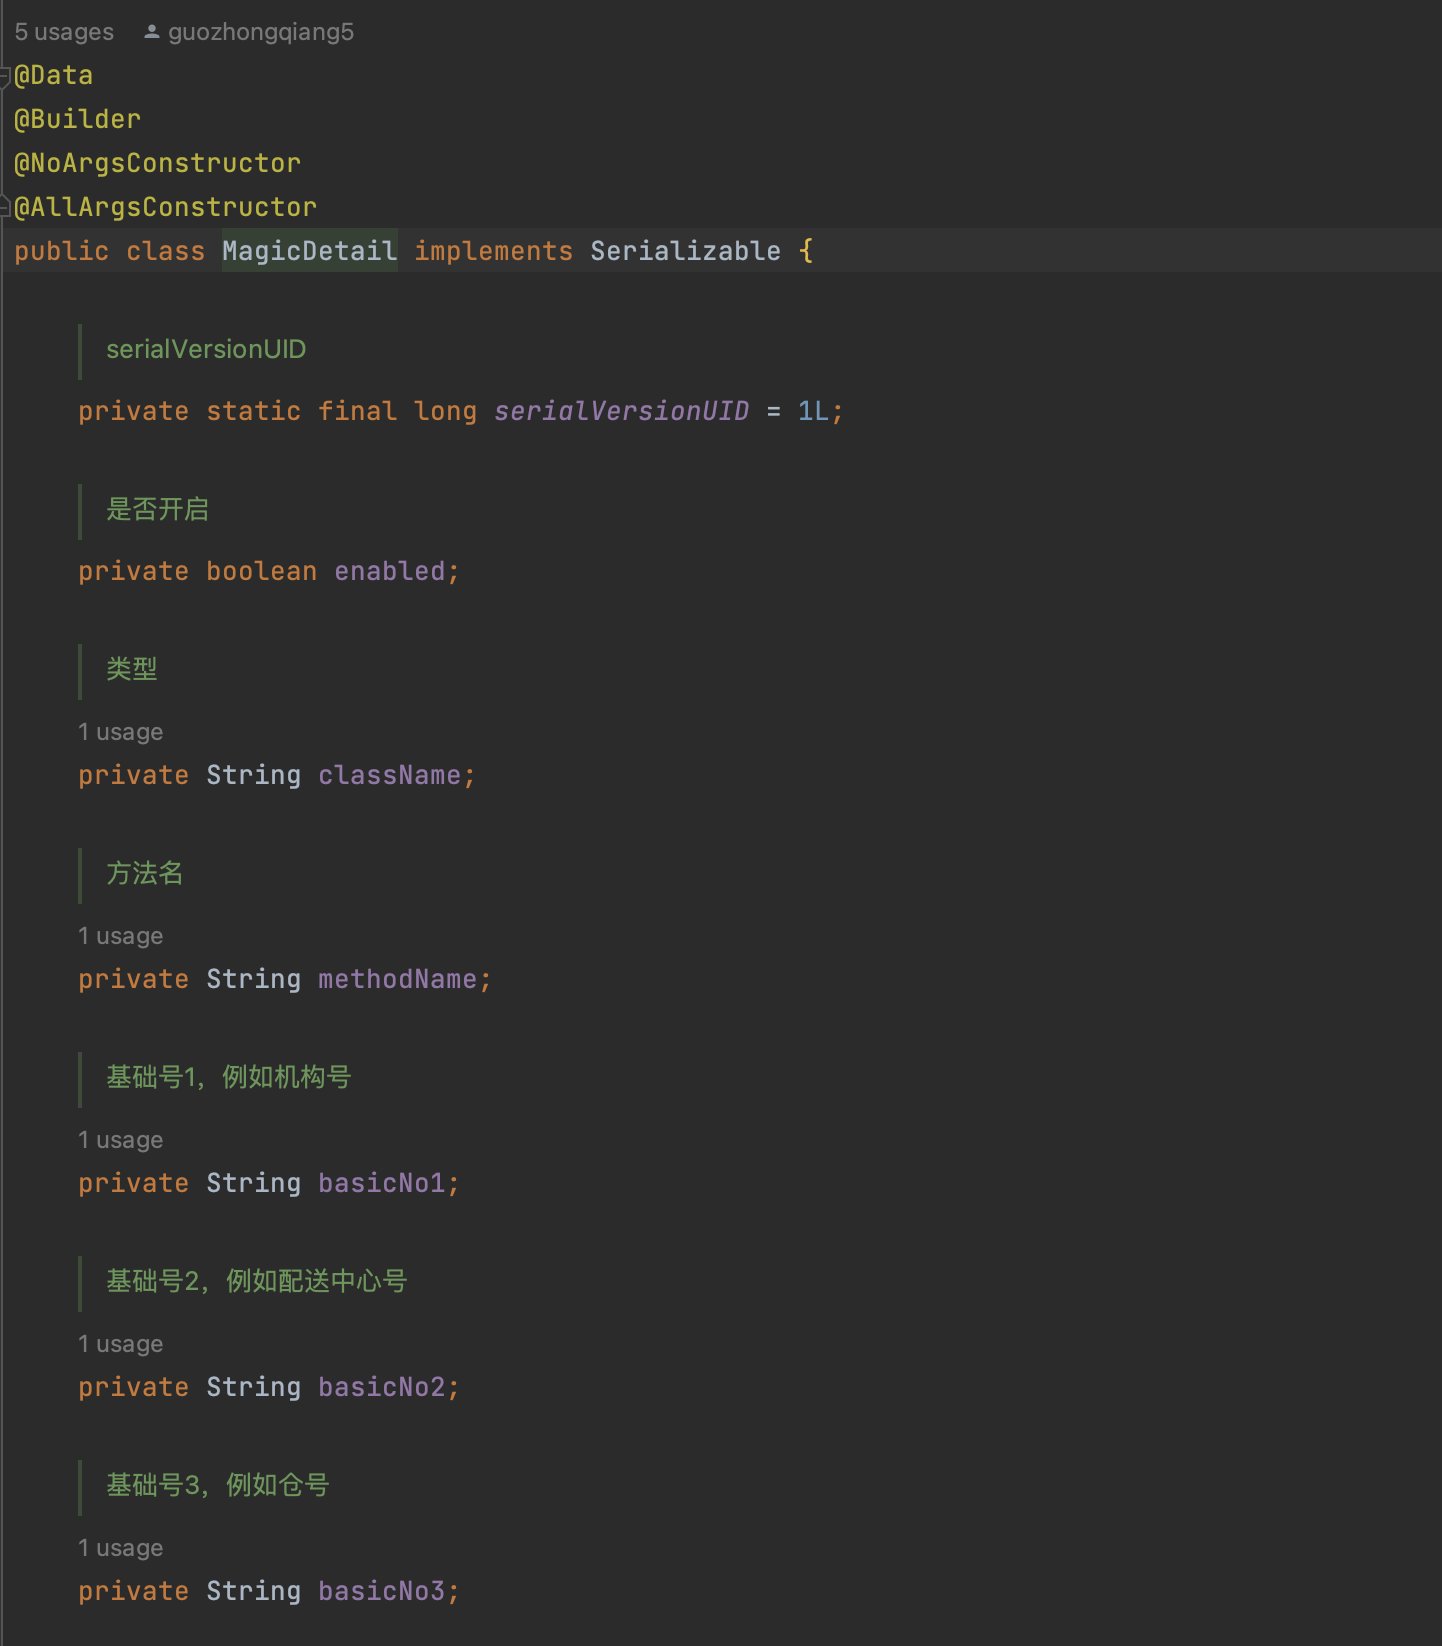 5 usages guozhongqiang5
@Data
@Builder
@NoArgsConstructor
@AllArgsConstructor
public class MagicDetail implements Serializable {
serialVersionUID
private static final long serialVersionUID = 1L;
是否开启
private boolean enabled;
类型
1 usage
private String className;
方法名
1 usage
private String methodName;
基础号1，例如机构号
1 usage
private String basicNo1;
基础号2，例如配送中心号
1 usage
private String basicNo2;
基础号3，例如仓号
1 usage
private String basicNo3;